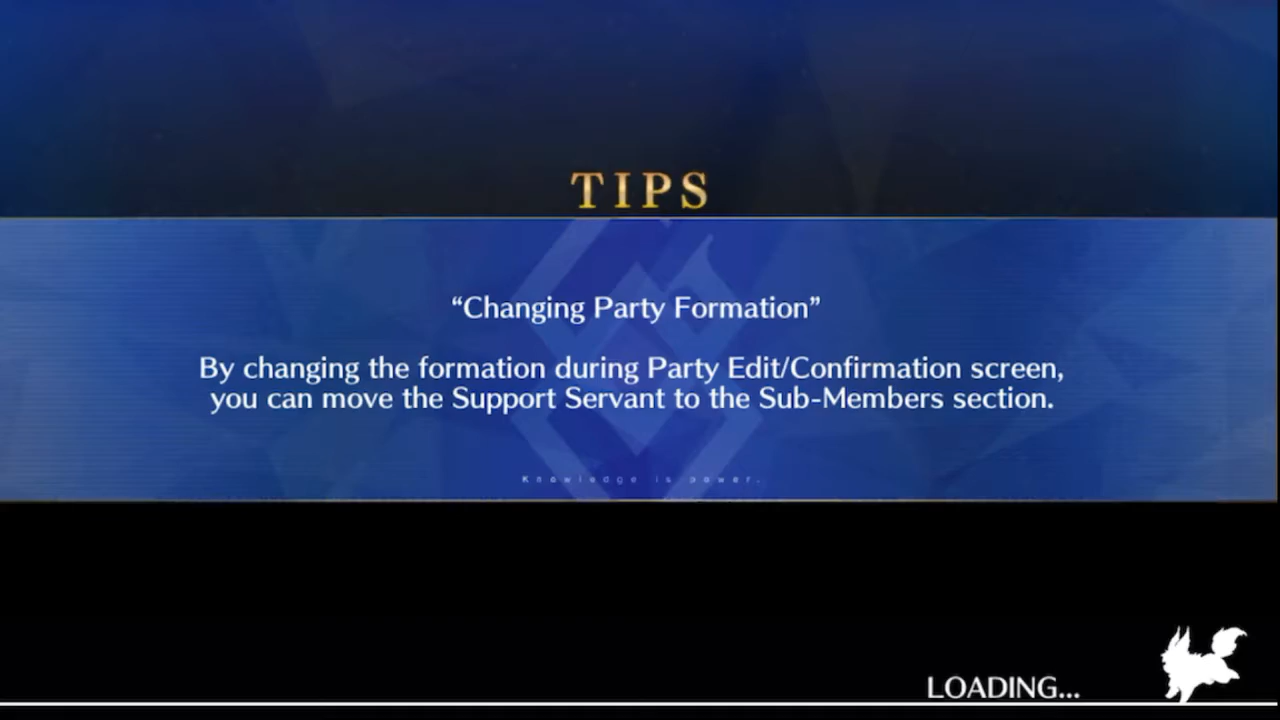 TIPS
“Changing Party Formation”
By changing the formation during Party Edit/Confirmation screen,
you can move the Support Servant to the Sub-Members section.
Knowledge is power.
LOADING...